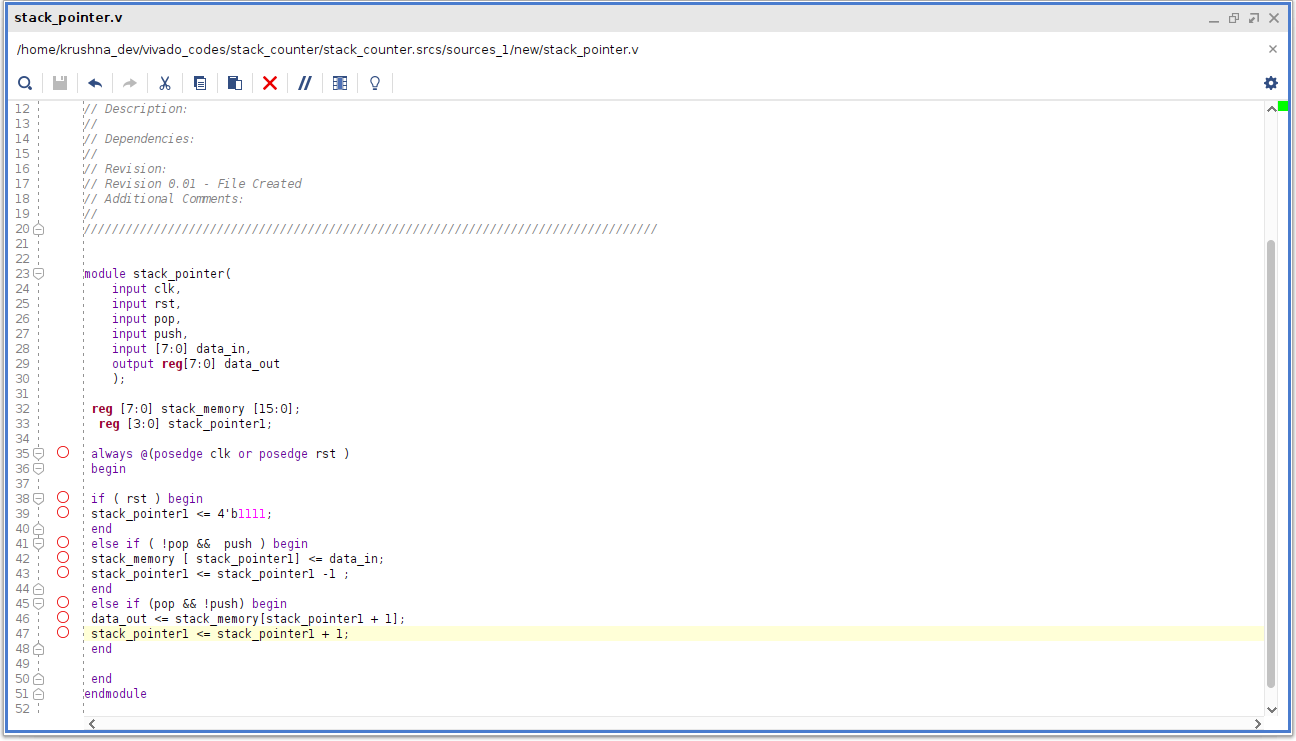 stack_pointer.v
/home/krushna_dev/vivado_codes/stack_counter/stack_counter.srcs/sources_1/new/stack_pointer.v
12 // Description:
13 //
14 // Dependencies:
15 //
16 // Revision:
17 // Revision 0.01 - File Created
18 // Additional Comments:
19 //
20 //////////////////////////////////////////////////////////////////////////////////
21
22
23 module stack_pointer(
24     input clk,
25     input rst,
26     input pop,
27     input push,
28     input [7:0] data_in,
29     output reg[7:0] data_out
30     );
31
32  reg [7:0] stack_memory [15:0];
33   reg [3:0] stack_pointer1;
34
35  always @(posedge clk or posedge rst )
36  begin
37
38  if ( rst ) begin
39  stack_pointer1 <= 4'b1111;
40  end
41  else if ( !pop &&  push ) begin
42  stack_memory [ stack_pointer1] <= data_in;
43  stack_pointer1 <= stack_pointer1 -1 ;
44  end
45  else if (pop && !push) begin
46  data_out <= stack_memory[stack_pointer1 + 1];
47  stack_pointer1 <= stack_pointer1 + 1;
48  end
49
50  end
51 endmodule
52